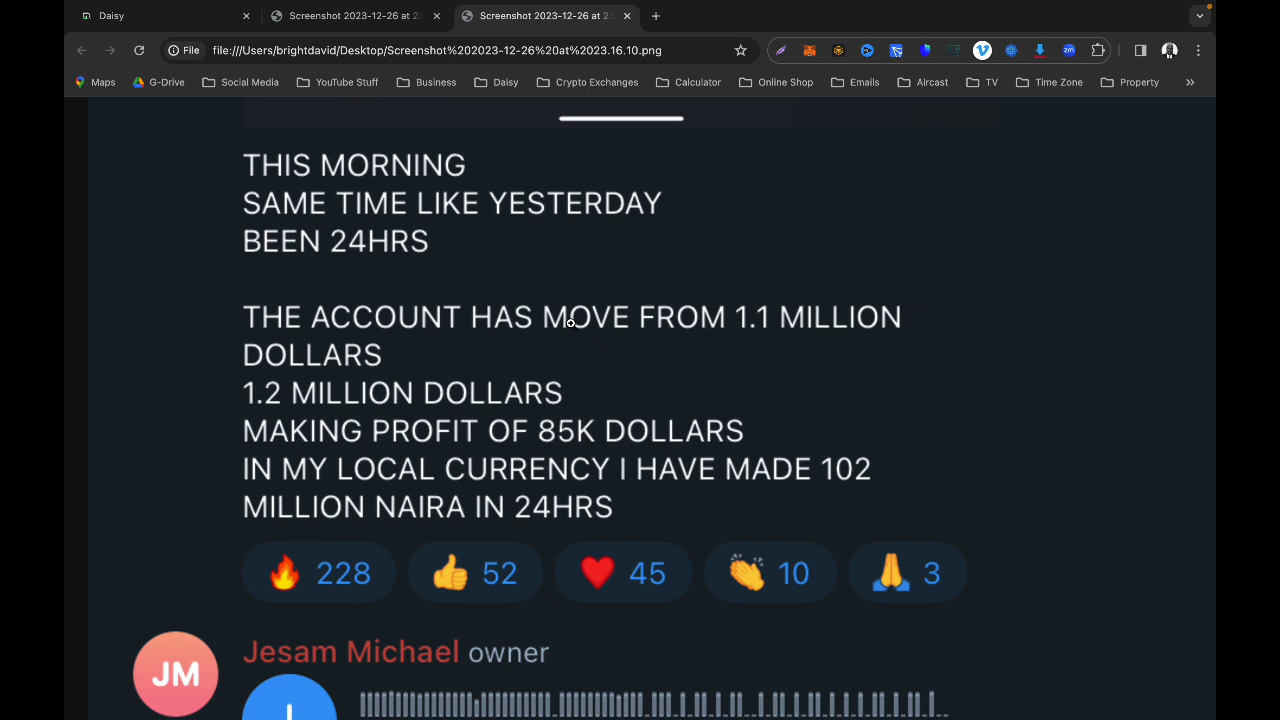 Daisy
Screenshot 2023-12-26 at 2
Screenshot 2023-12-26 at 23
File
file:///Users/brightdavid/Desktop/Screenshot%202023-12-26%20at%2023.16.10.png
Maps
G-Drive
Social Media
YouTube Stuff
Business
Daisy
Crypto Exchanges
Calculator
Online Shop
Emails
Aircast
TV
Time Zone
Property
THIS MORNING
SAME TIME LIKE YESTERDAY
BEEN 24HRS
THE ACCOUNT HAS MOVE FROM 1.1 MILLION
DOLLARS
1.2 MILLION DOLLARS
MAKING PROFIT OF 85K DOLLARS
IN MY LOCAL CURRENCY I HAVE MADE 102
MILLION NAIRA IN 24HRS
228
52
45
10
3
Jesam Michael owner
JM